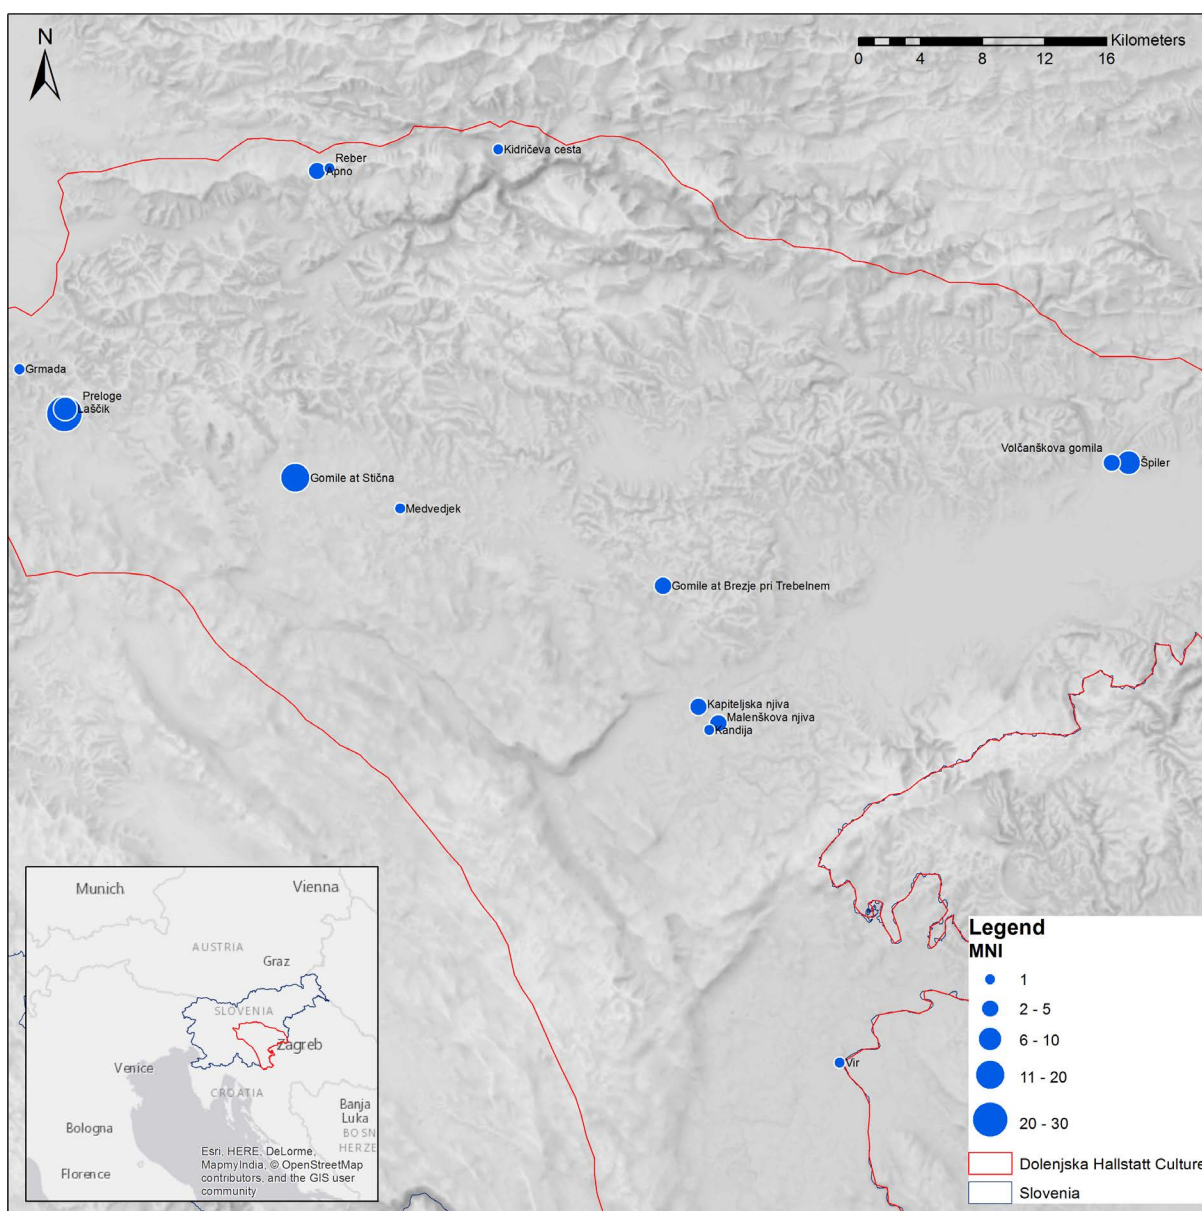 N
Kilometers
0 4 8 12 16
Kidričeva cesta
Reber
Apno
Grmada
Preloge
Laščik
Volčanškova gomila
Špiler
Gomile at Stična
Medvedjek
Gomile at Brezje pri Trebelnem
Kapiteljska njiva
Malenškova njiva
Kandija
Vir
Munich
Vienna
AUSTRIA
Graz
SLOVENIA
Zagreb
Venice
CROATIA
Banja
Luka
Bologna
BOSN
HERZE
Florence
Esri, HERE, DeLorme,
MapmyIndia, © OpenStreetMap
contributors, and the GIS user
community
Legend
MNI
1
2 - 5
6 - 10
11 - 20
20 - 30
Dolenjska Hallstatt Culture
Slovenia